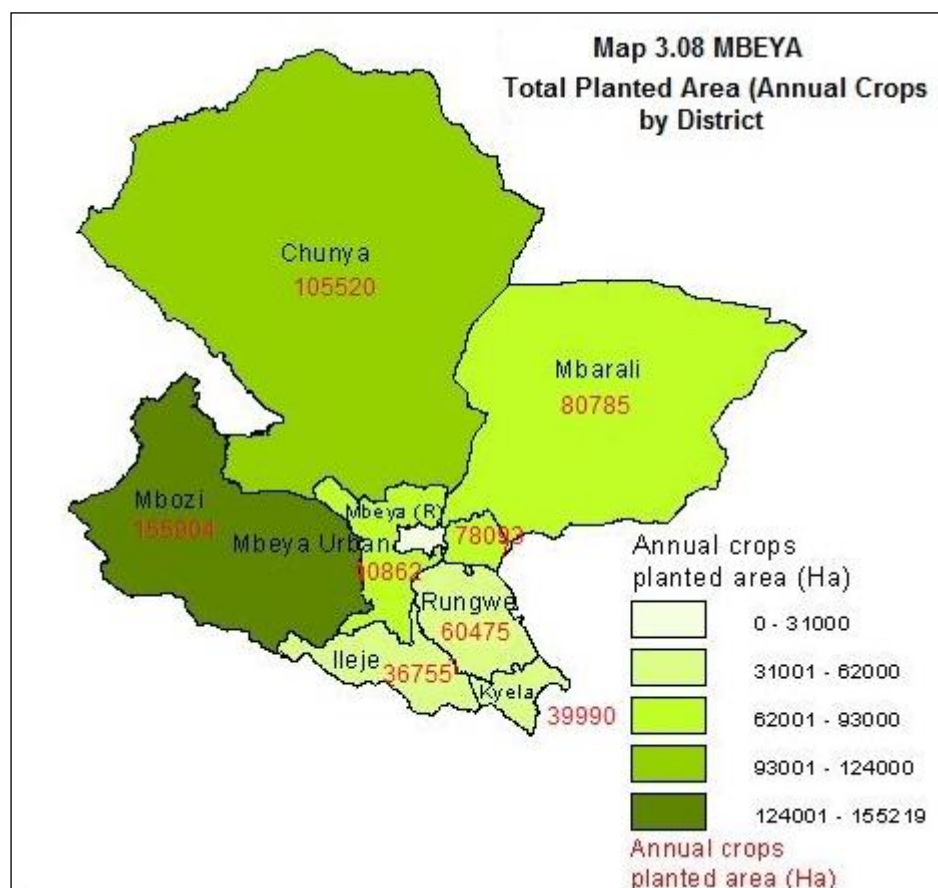 Map 3.08 MBEYA
Total Planted Area (Annual Crops
by District
Chunya
105520
Mbarali
80785
Mbozi
155904
Mbeya (R)
78093
Mbeya Urban
10862
Rungwe
60475
Ileje
36755
Kyela
39990
Annual crops
planted area (Ha)
0 - 31000
31001 - 62000
62001 - 93000
93001 - 124000
124001 - 155219
Annual crops
planted area (Ha)